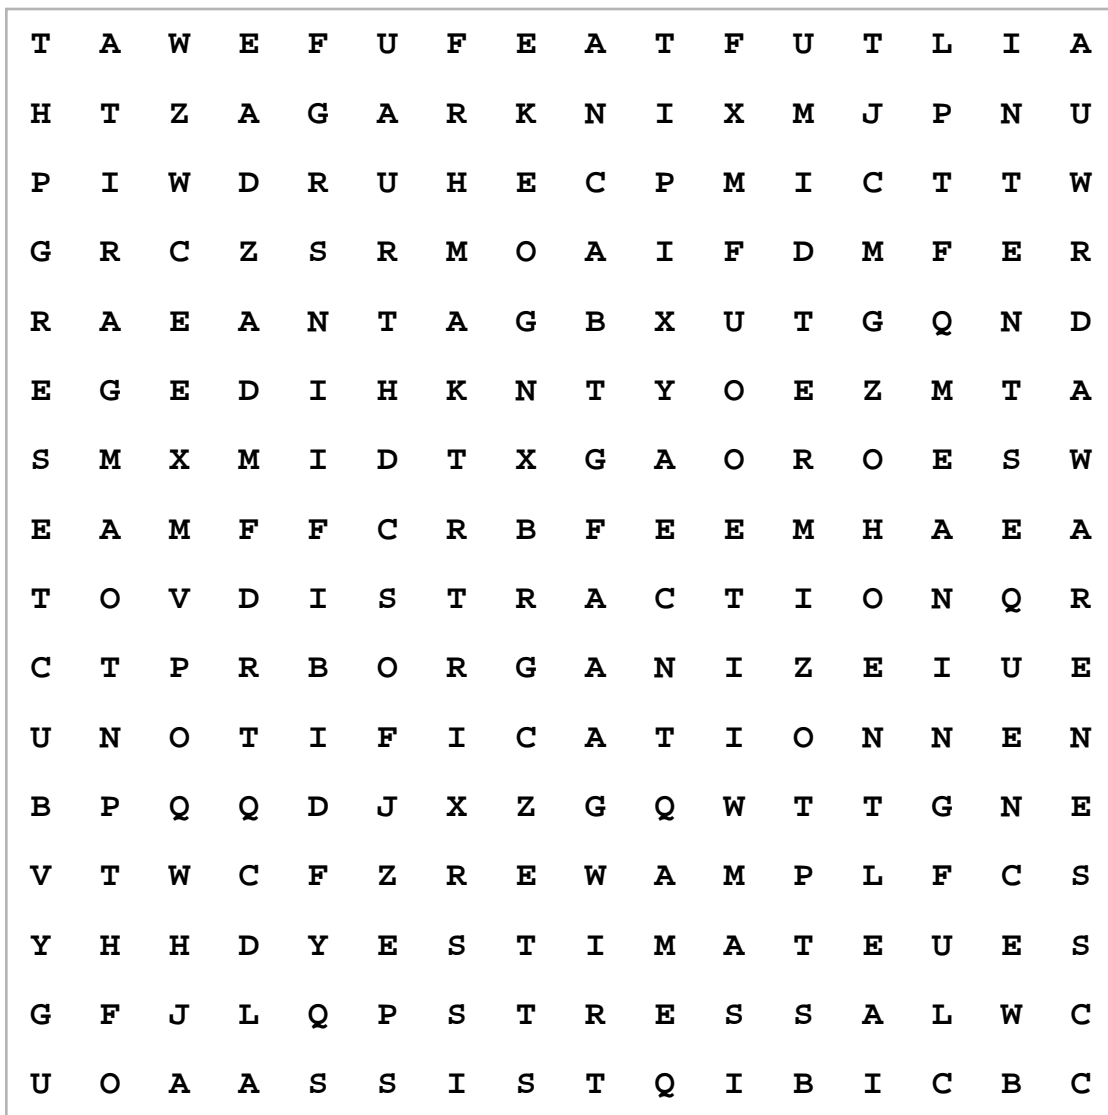 T A W E F U F E A T F U T L I A
H T Z A G A R K N I X M J P N U
P I W D R U H E C P M I C T T W
G R C Z S R M O A I F D M F E R
R A E A N T A G B X U T G Q N D
E G E D I H K N T Y O E Z M T A
S M X M I D T X G A O R O E S W
E A M F F C R B F E E M H A E A
T O V D I S T R A C T I O N Q R
C T P R B O R G A N I Z E I U E
U N O T I F I C A T I O N N E N
B P Q Q D J X Z G Q W T T G N E
V T W C F Z R E W A M P L F C S
Y H H D Y E S T I M A T E U E S
G F J L Q P S T R E S S A L W C
U O A A S S I S T Q I B I C B C